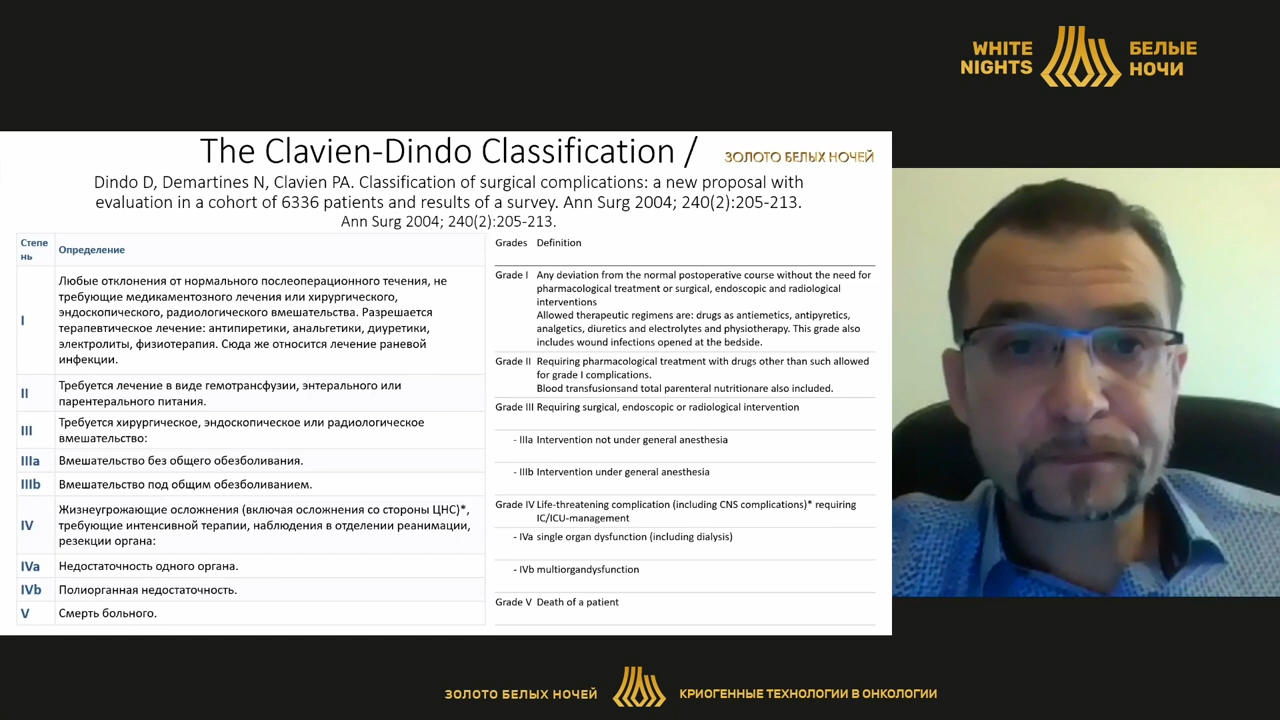 WHITE
NIGHTS
БЕЛЫЕ
НОЧИ
The Clavien-Dindo Classification /
ЗОЛОТО БЕЛЫХ НОЧЕЙ
Dindo D, Demartines N, Clavien PA. Classification of surgical complications: a new proposal with
evaluation in a cohort of 6336 patients and results of a survey. Ann Surg 2004; 240(2):205-213.
Ann Surg 2004; 240(2):205-213.
Степе
нь
Определение
I
Любые отклонения от нормального послеоперационного течения, не
требующие медикаментозного лечения или хирургического,
эндоскопического, радиологического вмешательства. Разрешается
терапевтическое лечение: антипиретики, анальгетики, диуретики,
электролиты, физиотерапия. Сюда же относится лечение раневой
инфекции.
II
Требуется лечение в виде гемотрансфузии, энтерального или
парентерального питания.
III
Требуется хирургическое, эндоскопическое или радиологическое
вмешательство:
IIIa
Вмешательство без общего обезболивания.
IIIb
Вмешательство под общим обезболиванием.
IV
Жизнеугрожающие осложнения (включая осложнения со стороны ЦНС)*,
требующие интенсивной терапии, наблюдения в отделении реанимации,
резекции органа:
IVa
Недостаточность одного органа.
IVb
Полиорганная недостаточность.
V
Смерть больного.
Grades Definition
Grade I Any deviation from the normal postoperative course without the need for
pharmacological treatment or surgical, endoscopic and radiological
interventions
Allowed therapeutic regimens are: drugs as antiemetics, antipyretics,
analgetics, diuretics and electrolytes and physiotherapy. This grade also
includes wound infections opened at the bedside.
Grade II Requiring pharmacological treatment with drugs other than such allowed
for grade I complications.
Blood transfusionsand total parenteral nutritionare also included.
Grade III Requiring surgical, endoscopic or radiological intervention
- IIIa Intervention not under general anesthesia
- IIIb Intervention under general anesthesia
Grade IV Life-threatening complication (including CNS complications)* requiring
IC/ICU-management
- IVa single organ dysfunction (including dialysis)
- IVb multiorgandysfunction
Grade V Death of a patient
ЗОЛОТО БЕЛЫХ НОЧЕЙ
КРИОГЕННЫЕ ТЕХНОЛОГИИ В ОНКОЛОГИИ